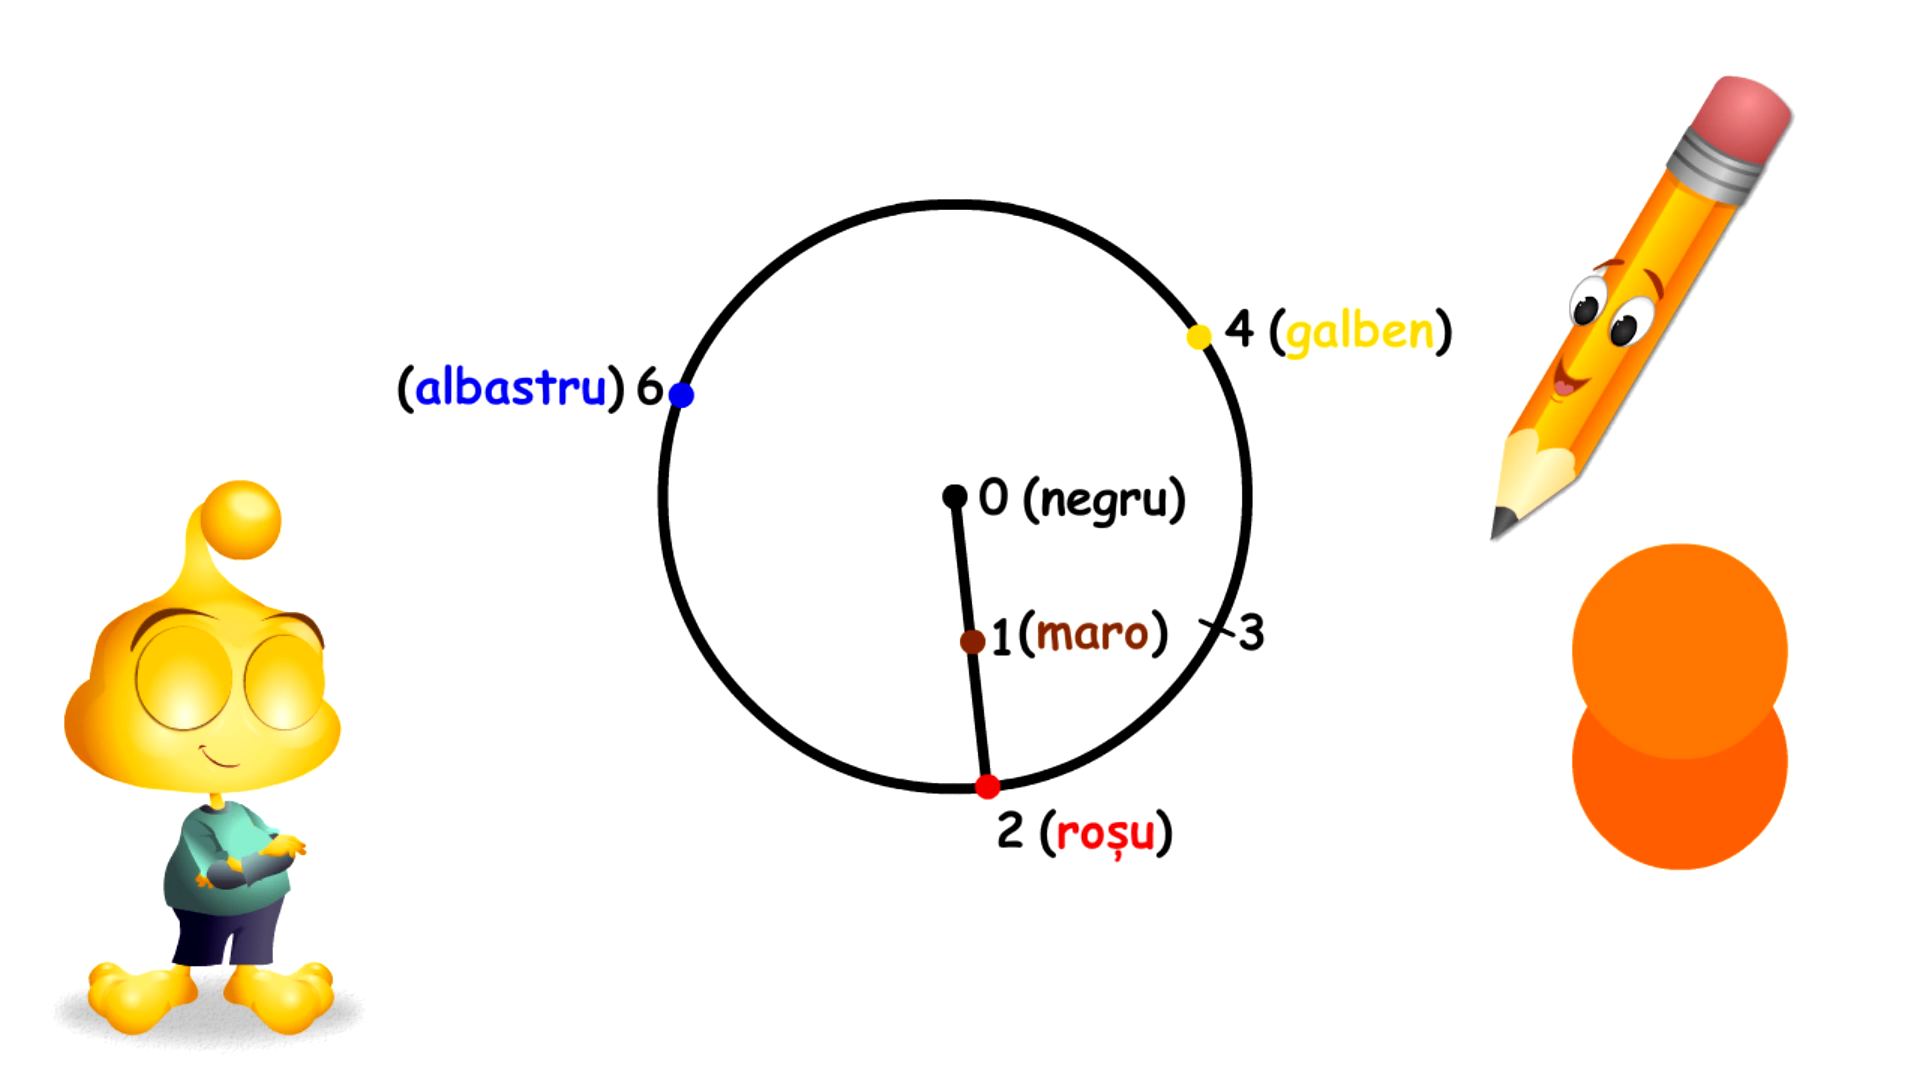 4 (galben)
(albastru) 6
0 (negru)
1(maro)
3
2 (roșu)